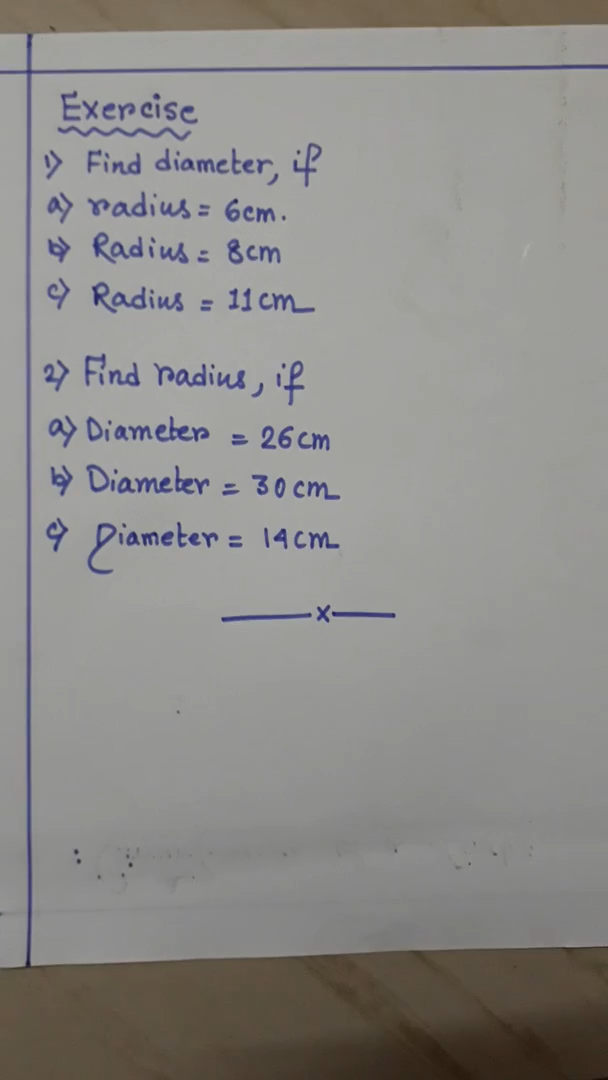 Exercise
1) Find diameter, if
a) radius = 6cm.
b) Radius = 8cm
c) Radius = 11cm
2) Find radius, if
a) Diameter = 26cm
b) Diameter = 30cm
c) Diameter = 14cm
x